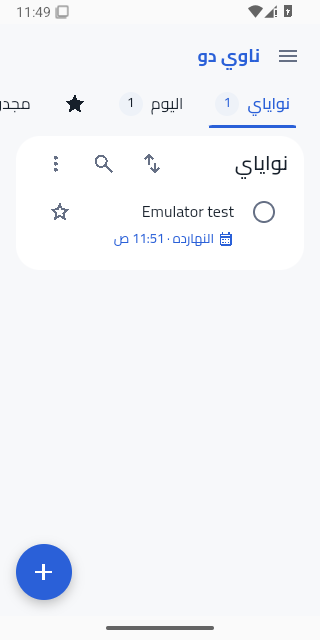 11:49
ناوي دو
نواياي 1 اليوم 1 مجدو
نواياي
Emulator test
النهارده · 11:51 ص